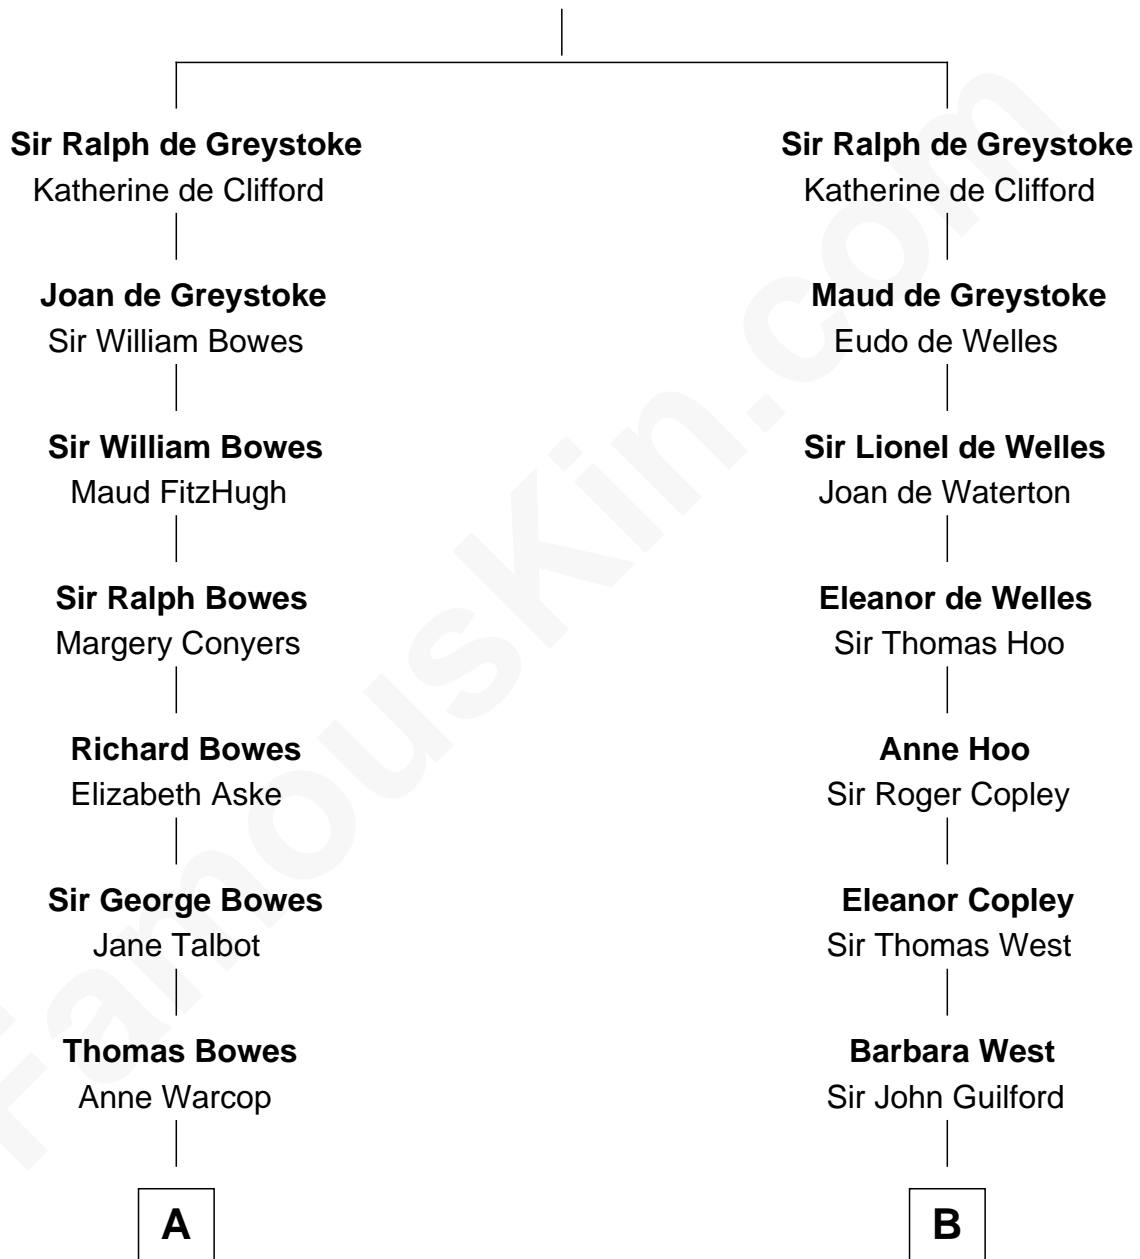 Sir Ralph de Greystoke
Katherine de Clifford
Joan de Greystoke
Sir William Bowes
Sir William Bowes
Maud FitzHugh
Sir Ralph Bowes
Margery Conyers
Richard Bowes
Elizabeth Aske
Sir George Bowes
Jane Talbot
Thomas Bowes
Anne Warcop
A
Sir Ralph de Greystoke
Katherine de Clifford
Maud de Greystoke
Eudo de Welles
Sir Lionel de Welles
Joan de Waterton
Eleanor de Welles
Sir Thomas Hoo
Anne Hoo
Sir Roger Copley
Eleanor Copley
Sir Thomas West
Barbara West
Sir John Guilford
B
FamousKin.com